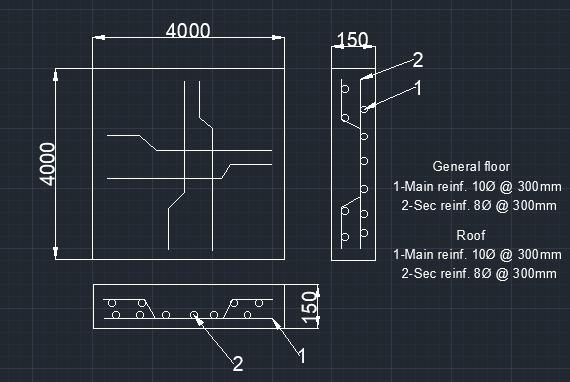 4000
150
2
1
4000
General floor
1-Main reinf. 10Ø @ 300mm
2-Sec reinf. 8Ø @ 300mm
Roof
1-Main reinf. 10Ø @ 300mm
2-Sec reinf. 8Ø @ 300mm
150
2
1